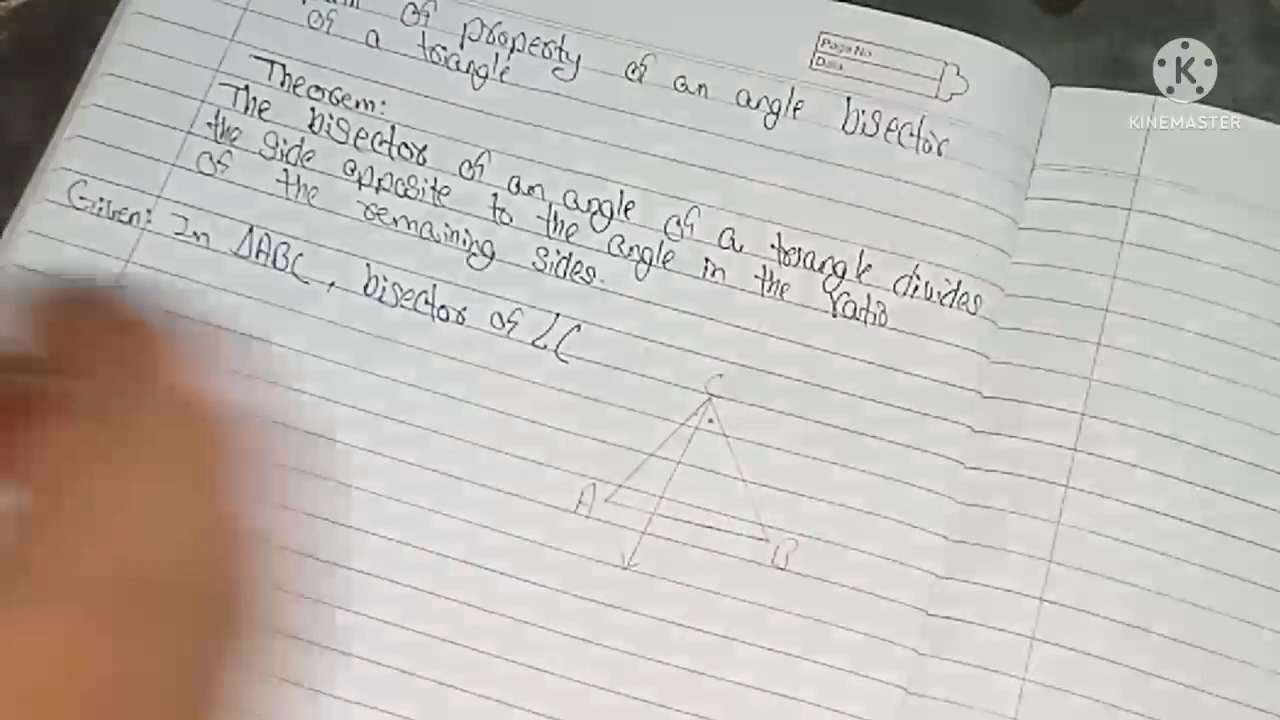 of property of an angle bisector
of a triangle
Page No
Date
K
KINEMASTER
Theorem:
The bisector of an angle of a triangle divides
the side opposite to the angle in the ratio
of the remaining sides.
Given: In ΔABC, bisector of ∠C
C
A
B